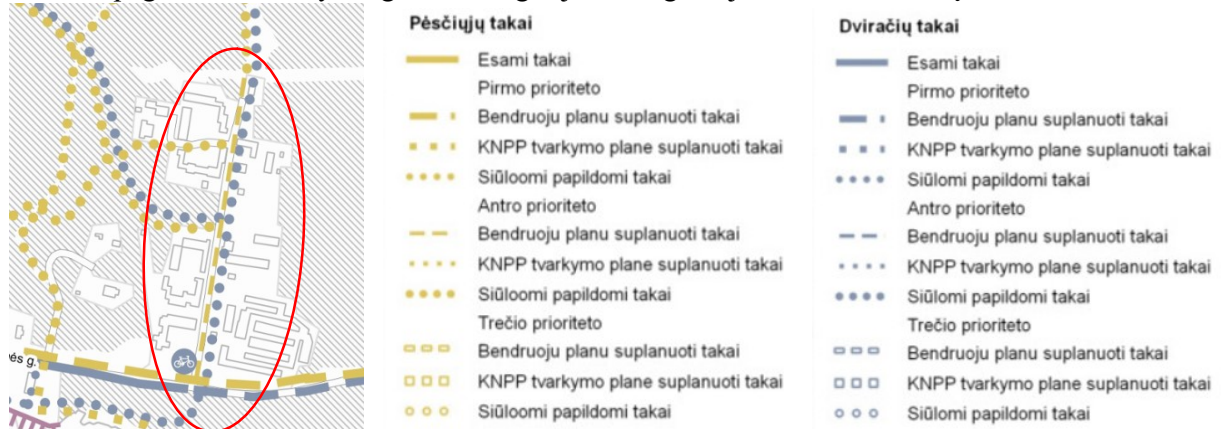 Pėsčiųjų takai
Esami takai
Pirmo prioriteto
Bendruoju planu suplanuoti takai
KNPP tvarkymo plane suplanuoti takai
Siūloomi papildomi takai
Antro prioriteto
Bendruoju planu suplanuoti takai
KNPP tvarkymo plane suplanuoti takai
Siūloomi papildomi takai
Trečio prioriteto
Bendruoju planu suplanuoti takai
KNPP tvarkymo plane suplanuoti takai
Siūloomi papildomi takai
Dviračių takai
Esami takai
Pirmo prioriteto
Bendruoju planu suplanuoti takai
KNPP tvarkymo plane suplanuoti takai
Siūlomi papildomi takai
Antro prioriteto
Bendruoju planu suplanuoti takai
KNPP tvarkymo plane suplanuoti takai
Siūlomi papildomi takai
Trečio prioriteto
Bendruoju planu suplanuoti takai
KNPP tvarkymo plane suplanuoti takai
Siūlomi papildomi takai
ės g.